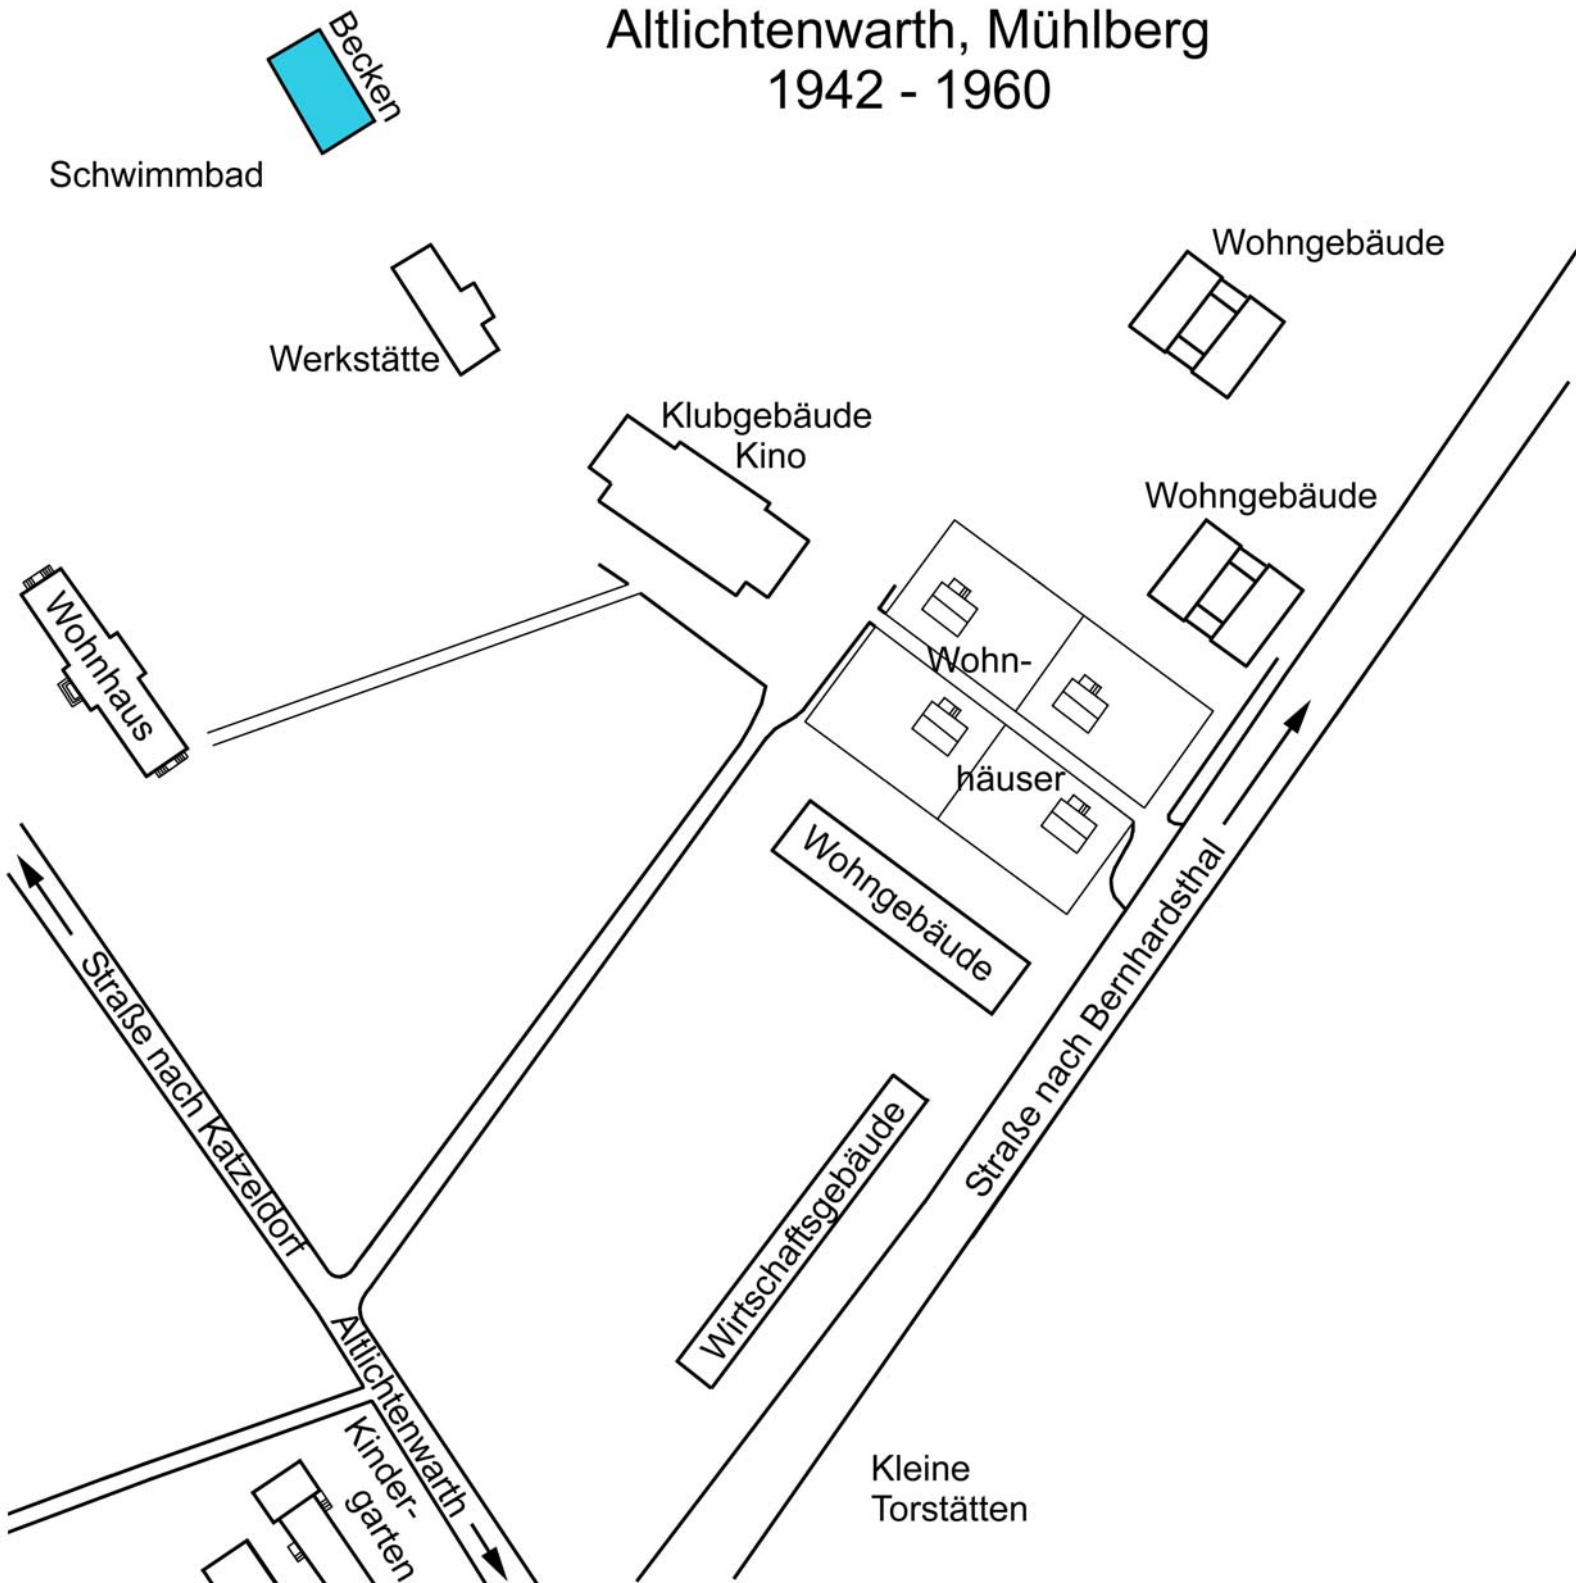 Altlichtenwarth, Mühlberg
1942 - 1960
Becken
Schwimmbad
Wohngebäude
Werkstätte
Klubgebäude
Kino
Wohngebäude
Wohnhaus
Wohn-
häuser
Wohngebäude
Straße nach Bernhardsthal
Straße nach Katzeldorf
Wirtschaftsgebäude
Altlichtenwarth
Kinder-
garten
Kleine
Torstätten